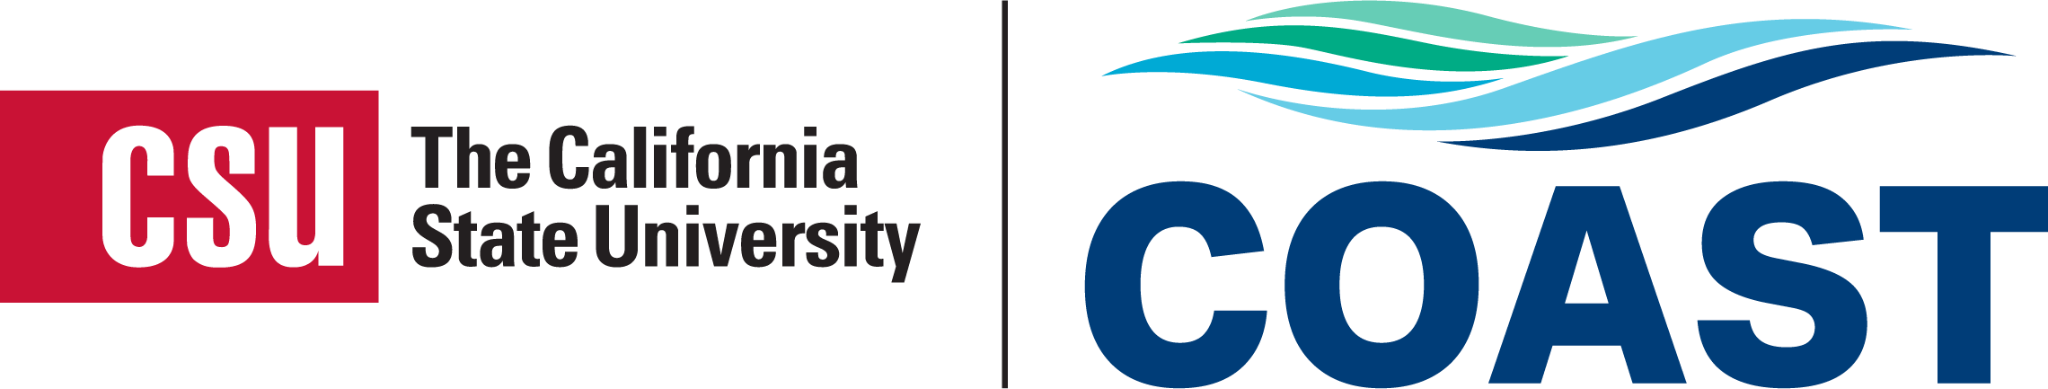 CSU
The California
State University
COAST